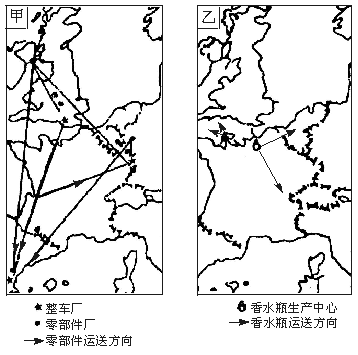 甲
乙
整车厂
零部件厂
零部件运送方向
香水瓶生产中心
香水瓶运送方向